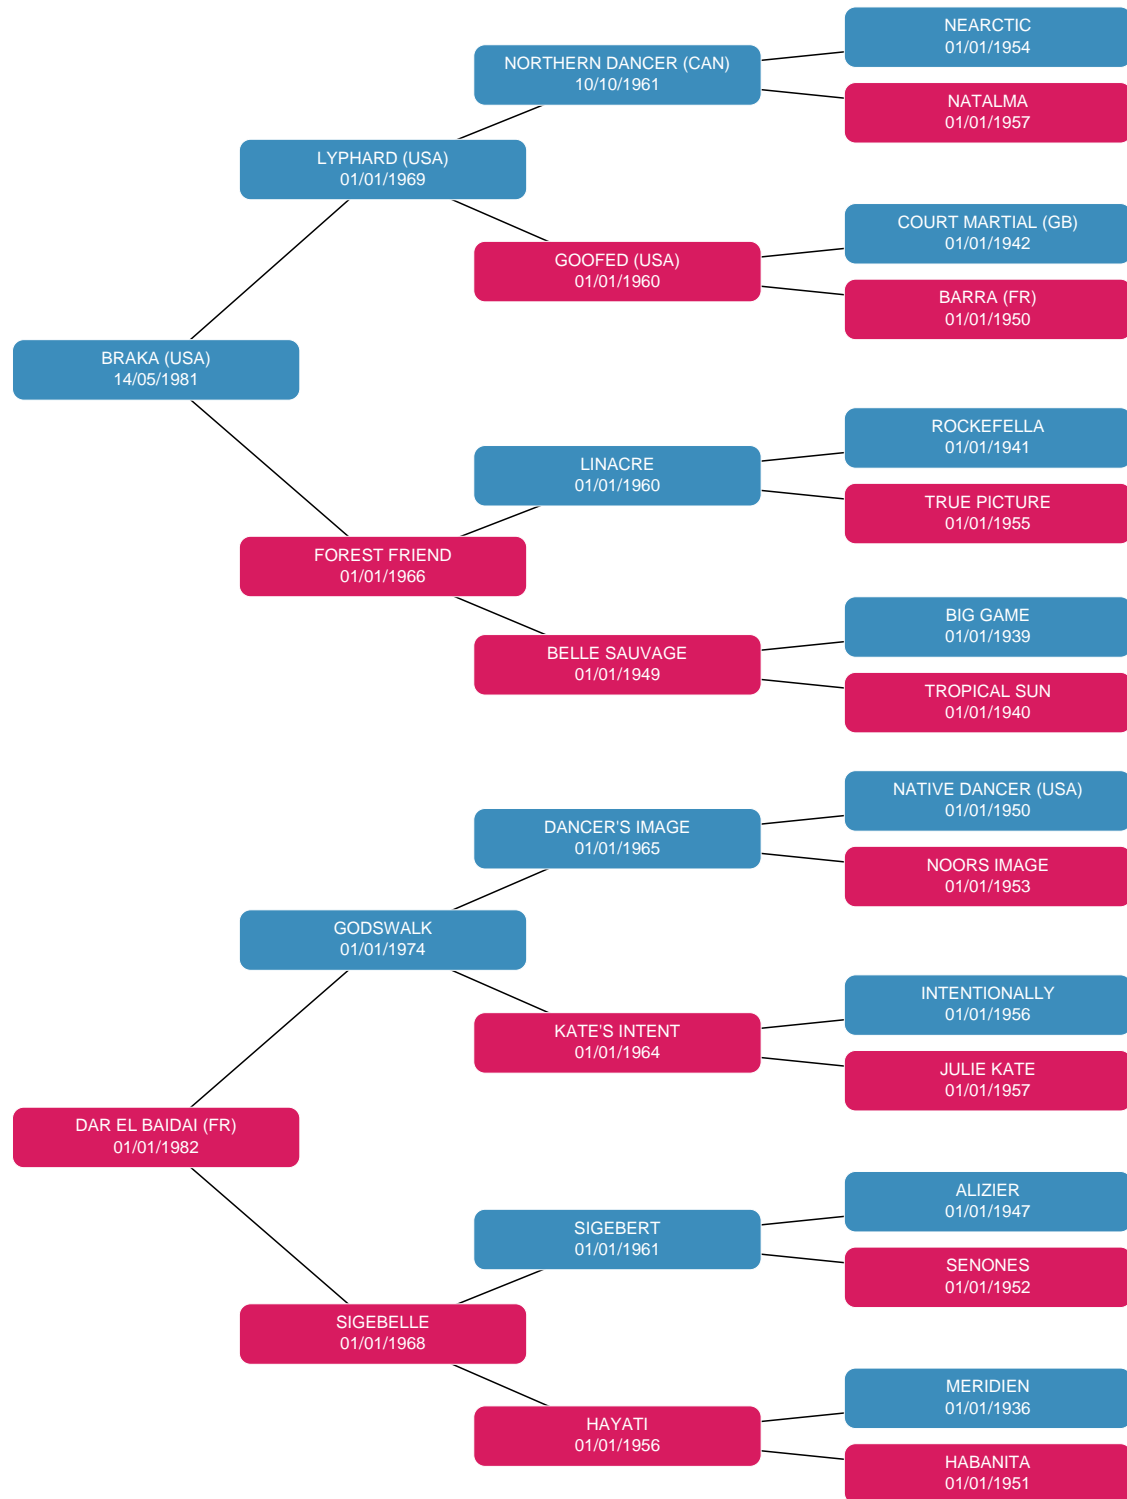 NEARCTIC
01/01/1954
NORTHERN DANCER (CAN)
10/10/1961
NATALMA
01/01/1957
LYPHARD (USA)
01/01/1969
COURT MARTIAL (GB)
01/01/1942
GOOFED (USA)
01/01/1960
BARRA (FR)
01/01/1950
BRAKA (USA)
14/05/1981
ROCKEFELLA
01/01/1941
LINACRE
01/01/1960
TRUE PICTURE
01/01/1955
FOREST FRIEND
01/01/1966
BIG GAME
01/01/1939
BELLE SAUVAGE
01/01/1949
TROPICAL SUN
01/01/1940
NATIVE DANCER (USA)
01/01/1950
DANCER'S IMAGE
01/01/1965
NOORS IMAGE
01/01/1953
GODSWALK
01/01/1974
INTENTIONALLY
01/01/1956
KATE'S INTENT
01/01/1964
JULIE KATE
01/01/1957
DAR EL BAIDAI (FR)
01/01/1982
ALIZIER
01/01/1947
SIGEBERT
01/01/1961
SENONES
01/01/1952
SIGEBELLE
01/01/1968
MERIDIEN
01/01/1936
HAYATI
01/01/1956
HABANITA
01/01/1951